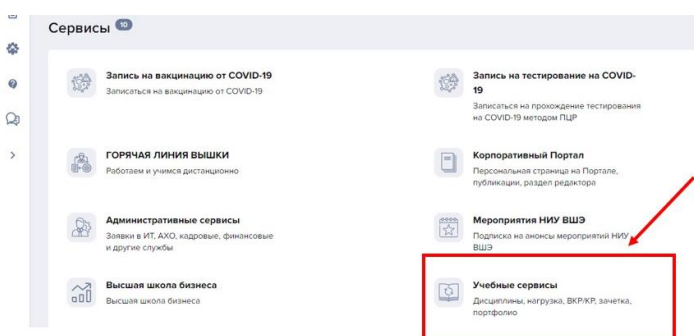 Сервисы 10
Запись на вакцинацию от COVID-19
Записаться на вакцинацию от COVID-19
Запись на тестирование на COVID-
19
Записаться на прохождение тестирования
на COVID-19 методом ПЦР
ГОРЯЧАЯ ЛИНИЯ ВЫШКИ
Работаем и учимся дистанционно
Корпоративный Портал
Персональная страница на Портале,
публикации, раздел редактора
Административные сервисы
Заявки в ИТ, АХО, кадровые, финансовые
и другие службы
Мероприятия НИУ ВШЭ
Подписка на анонсы мероприятий НИУ
ВШЭ
Высшая школа бизнеса
Высшая школа бизнеса
Учебные сервисы
Дисциплины, нагрузка, ВКР/КР, зачетка,
портфолио